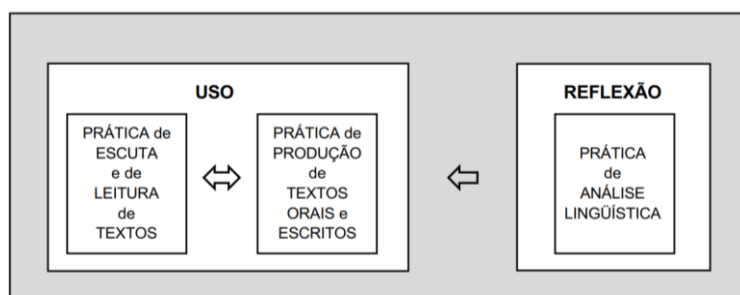 USO
PRÁTICA de
ESCUTA
e de
LEITURA
de
TEXTOS
PRÁTICA de
PRODUÇÃO
de
TEXTOS
ORAIS e
ESCRITOS
REFLEXÃO
PRÁTICA
de
ANÁLISE
LINGÜÍSTICA